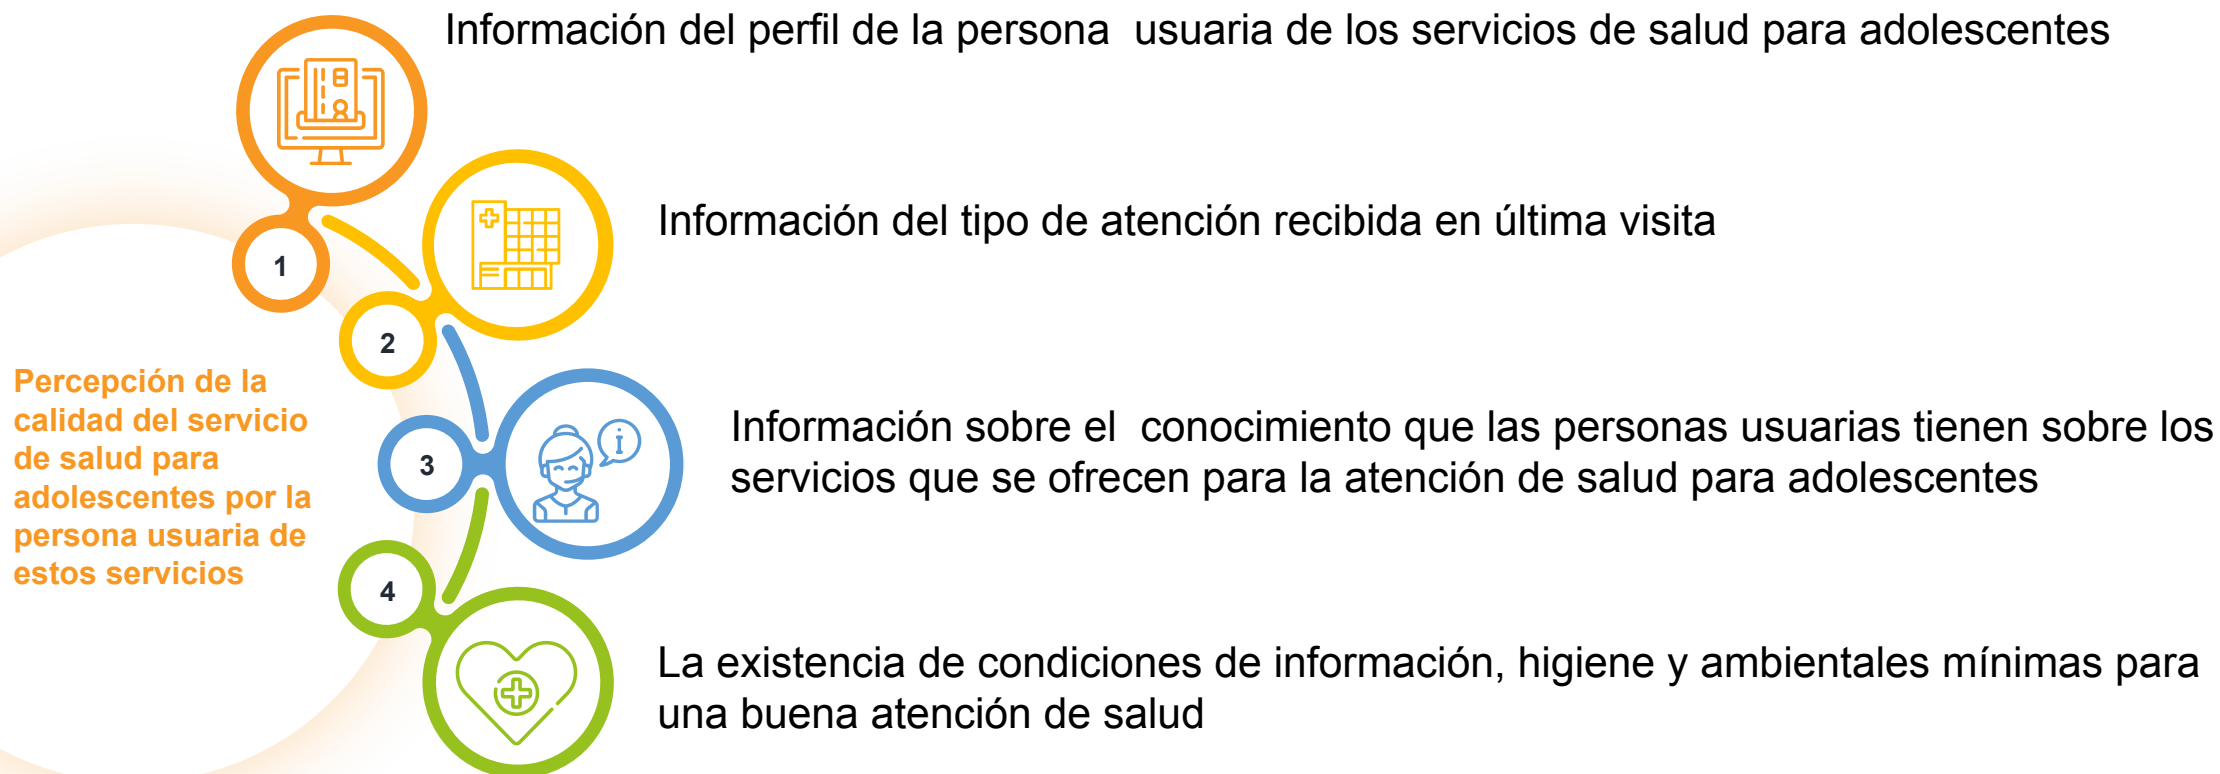 Información del perfil de la persona  usuaria de los servicios de salud para adolescentes
1
Información del tipo de atención recibida en última visita
2
Percepción de la
calidad del servicio
de salud para
adolescentes por la
persona usuaria de
estos servicios
3
i
Información sobre el  conocimiento que las personas usuarias tienen sobre los
servicios que se ofrecen para la atención de salud para adolescentes
4
La existencia de condiciones de información, higiene y ambientales mínimas para
una buena atención de salud